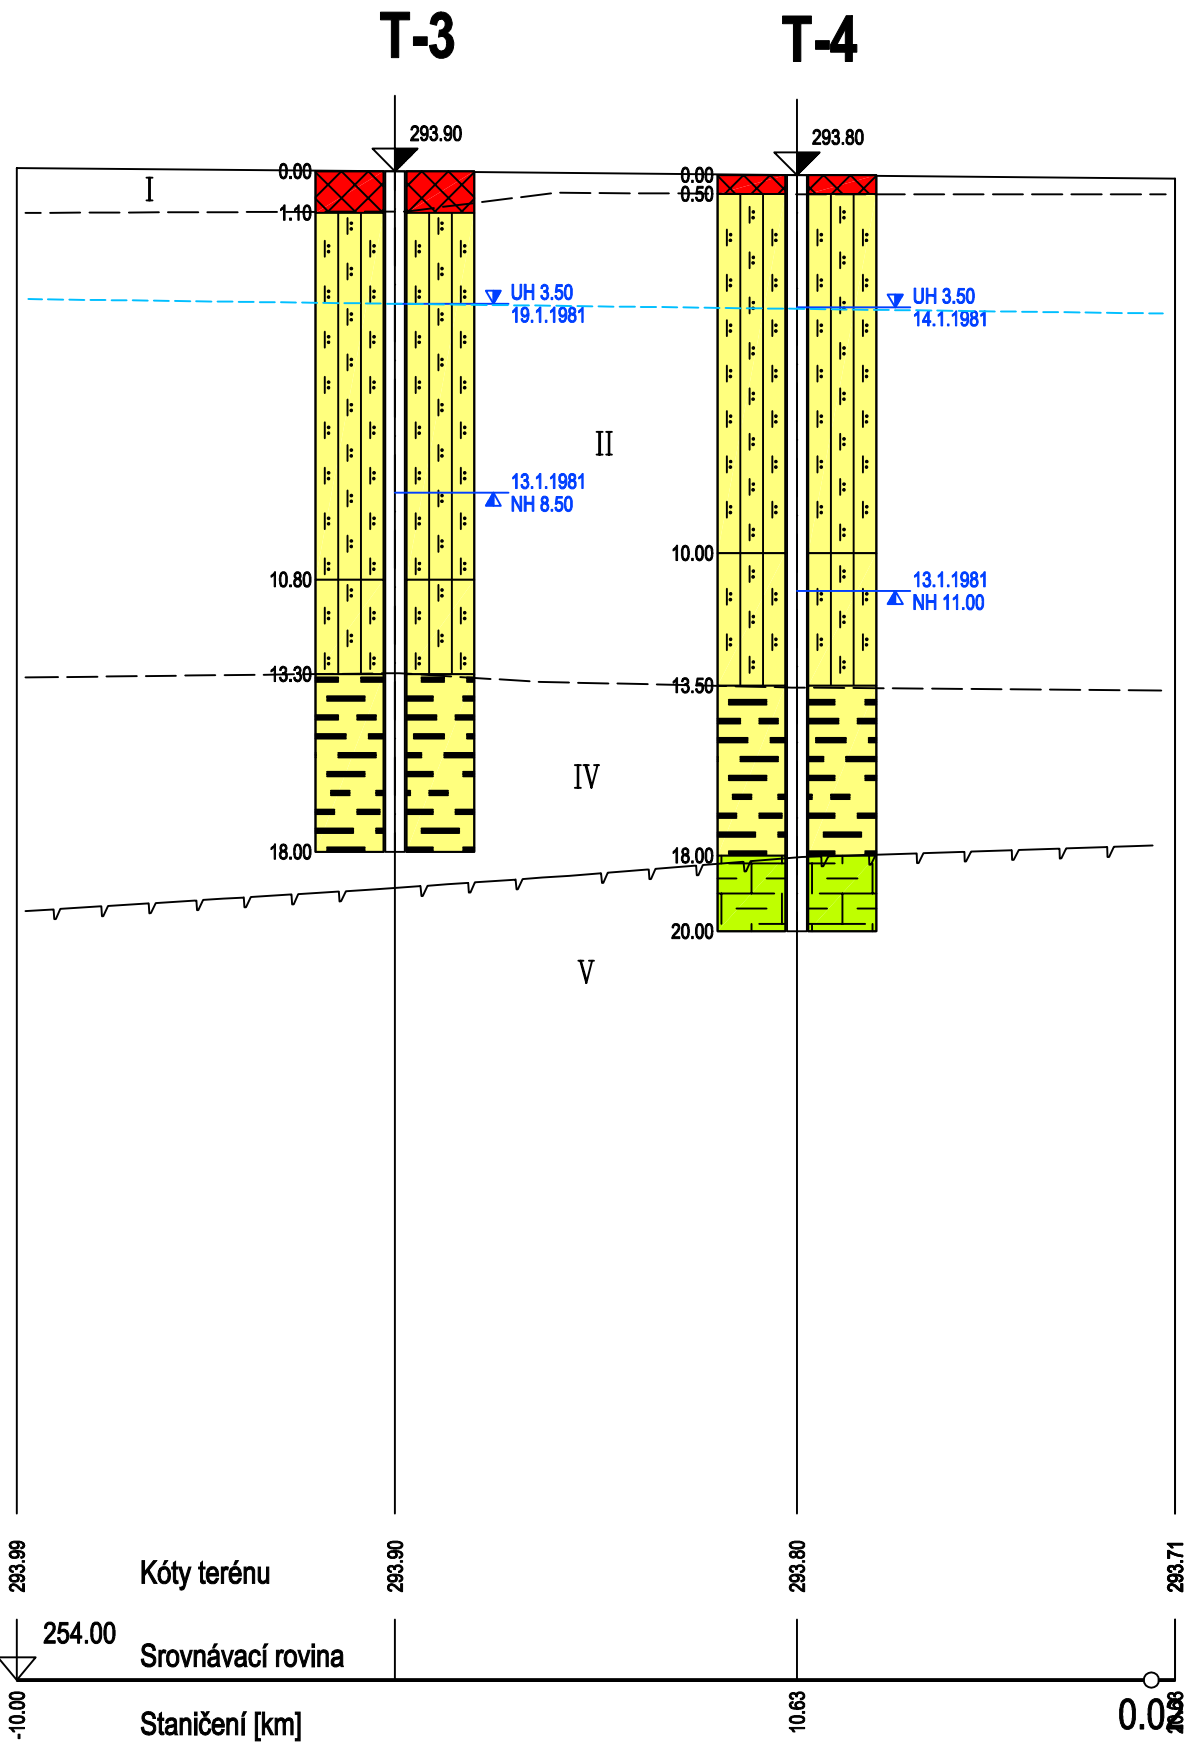 T-3
T-4
293.90
293.80
0.00
1.10
10.80
13.30
18.00
0.00
0.50
10.00
13.50
18.00
20.00
I
UH 3.50
19.1.1981
UH 3.50
14.1.1981
II
13.1.1981
NH 8.50
13.1.1981
NH 11.00
IV
V
293.99
Kóty terénu
293.90
293.80
293.71
254.00
Srovnávací rovina
-10.00
Staničení [km]
10.63